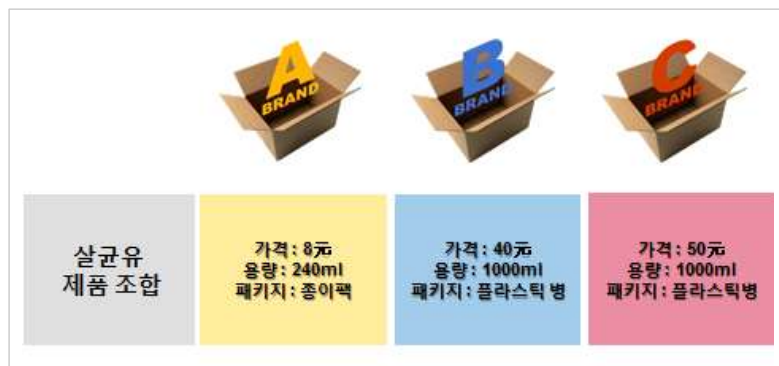 A
BRAND
B
BRAND
C
BRAND
살균유
제품 조합
가격 : 8元
용량 : 240ml
패키지 : 종이팩
가격 : 40元
용량 : 1000ml
패키지 : 플라스틱 병
가격 : 50元
용량 : 1000ml
패키지 : 플라스틱병